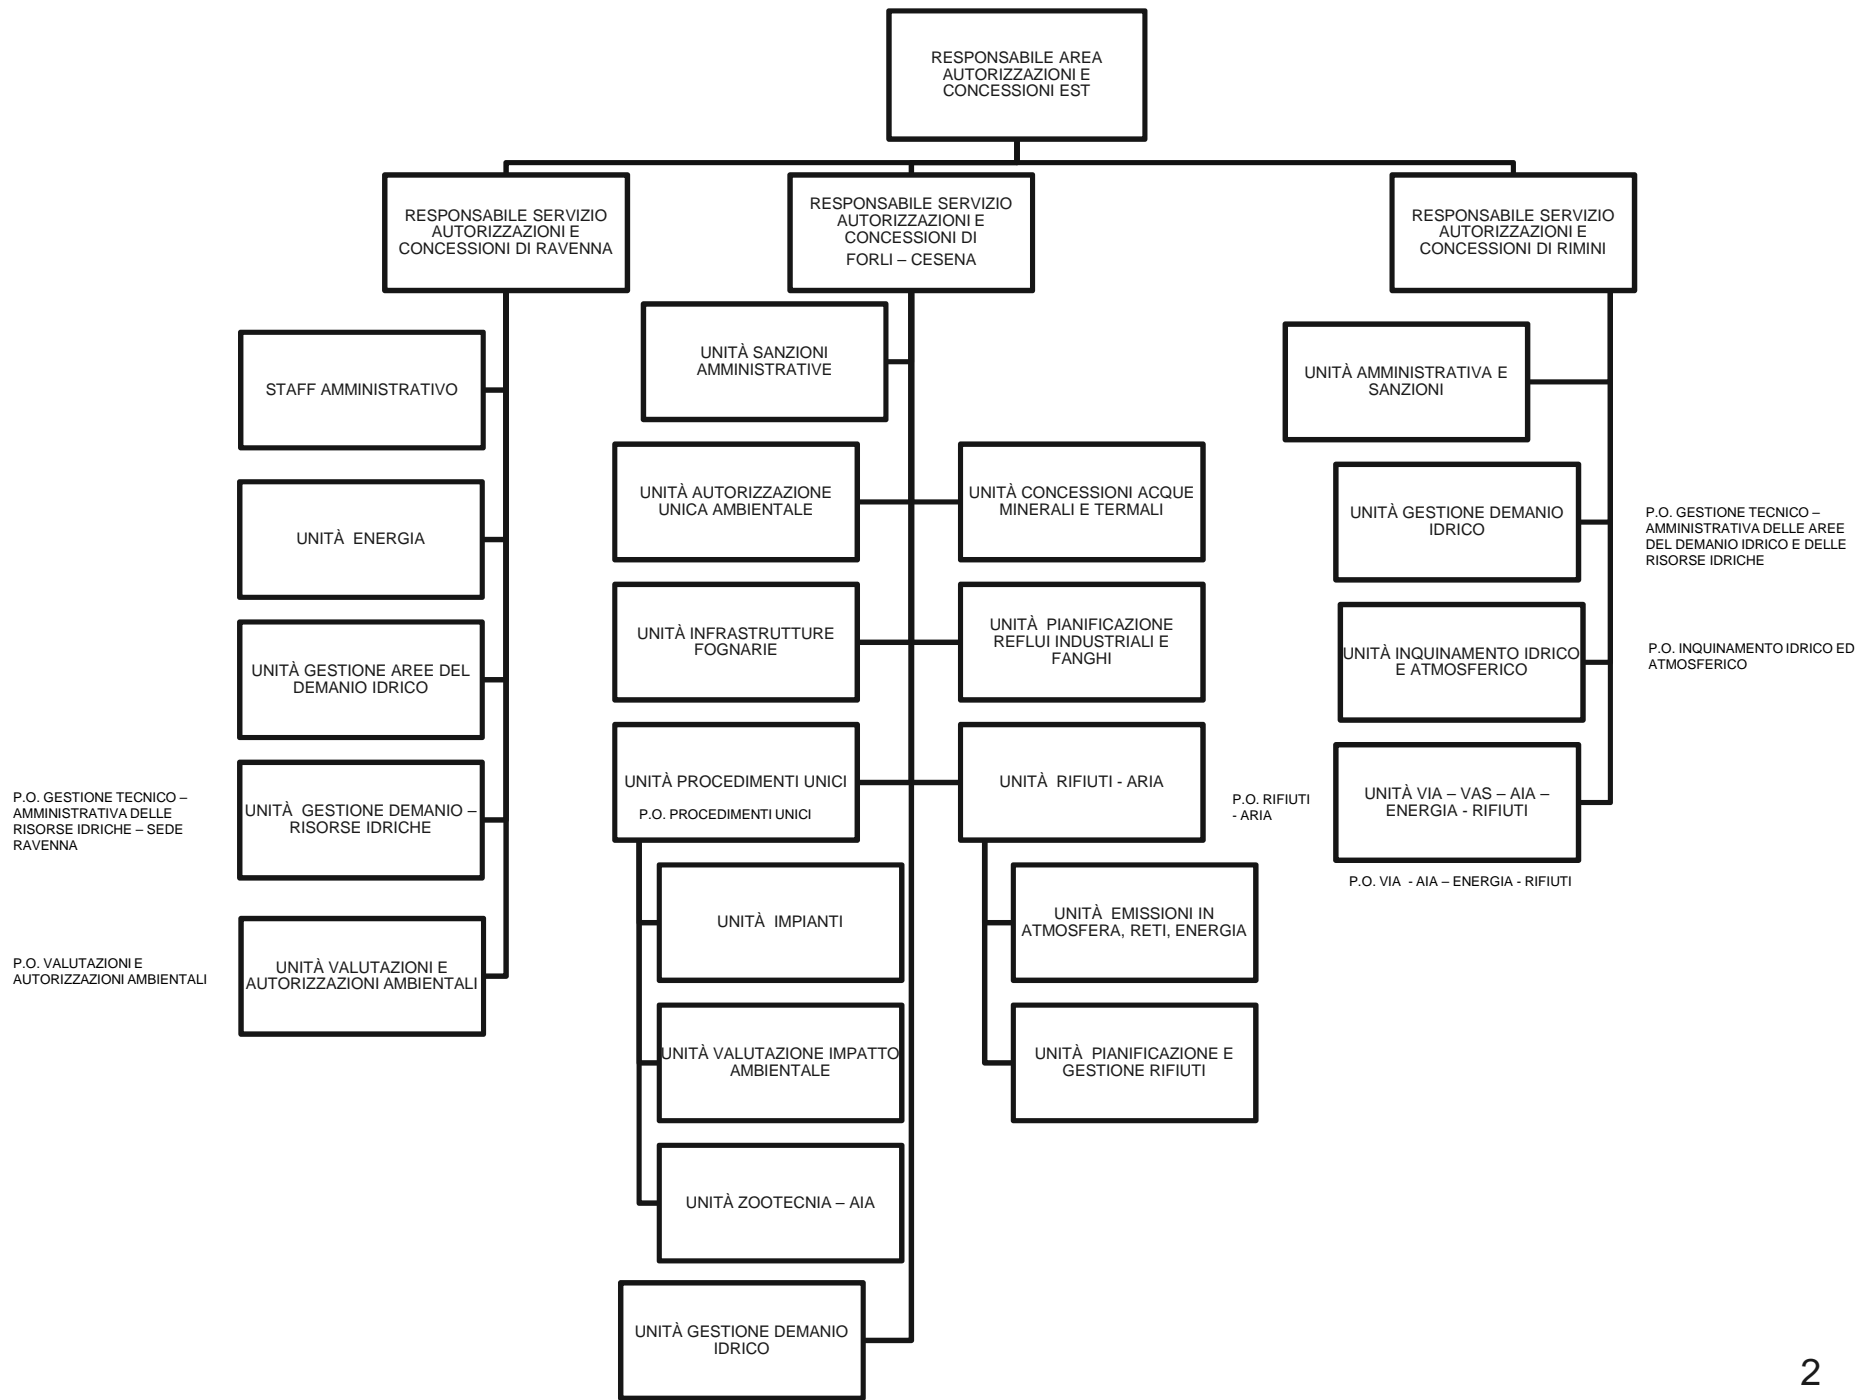 RESPONSABILE AREA
AUTORIZZAZIONI E
CONCESSIONI EST
RESPONSABILE SERVIZIO
AUTORIZZAZIONI E
CONCESSIONI DI RAVENNA
RESPONSABILE SERVIZIO
AUTORIZZAZIONI E
CONCESSIONI DI
FORLI – CESENA
RESPONSABILE SERVIZIO
AUTORIZZAZIONI E
CONCESSIONI DI RIMINI
STAFF AMMINISTRATIVO
UNITÀ ENERGIA
UNITÀ GESTIONE AREE DEL
DEMANIO IDRICO
P.O. GESTIONE TECNICO –
AMMINISTRATIVA DELLE
RISORSE IDRICHE – SEDE
RAVENNA
UNITÀ GESTIONE DEMANIO –
RISORSE IDRICHE
P.O. VALUTAZIONI E
AUTORIZZAZIONI AMBIENTALI
UNITÀ VALUTAZIONI E
AUTORIZZAZIONI AMBIENTALI
UNITÀ SANZIONI
AMMINISTRATIVE
UNITÀ AUTORIZZAZIONE
UNICA AMBIENTALE
UNITÀ CONCESSIONI ACQUE
MINERALI E TERMALI
UNITÀ INFRASTRUTTURE
FOGNARIE
UNITÀ PIANIFICAZIONE
REFLUI INDUSTRIALI E
FANGHI
UNITÀ PROCEDIMENTI UNICI
P.O. PROCEDIMENTI UNICI
UNITÀ RIFIUTI - ARIA
P.O. RIFIUTI
- ARIA
UNITÀ IMPIANTI
UNITÀ VALUTAZIONE IMPATTO
AMBIENTALE
UNITÀ ZOOTECNIA – AIA
UNITÀ EMISSIONI IN
ATMOSFERA, RETI, ENERGIA
UNITÀ PIANIFICAZIONE E
GESTIONE RIFIUTI
UNITÀ GESTIONE DEMANIO
IDRICO
UNITÀ AMMINISTRATIVA E
SANZIONI
UNITÀ GESTIONE DEMANIO
IDRICO
P.O. GESTIONE TECNICO –
AMMINISTRATIVA DELLE AREE
DEL DEMANIO IDRICO E DELLE
RISORSE IDRICHE
UNITÀ INQUINAMENTO IDRICO
E ATMOSFERICO
P.O. INQUINAMENTO IDRICO ED
ATMOSFERICO
UNITÀ VIA – VAS – AIA –
ENERGIA - RIFIUTI
P.O. VIA - AIA – ENERGIA - RIFIUTI
2